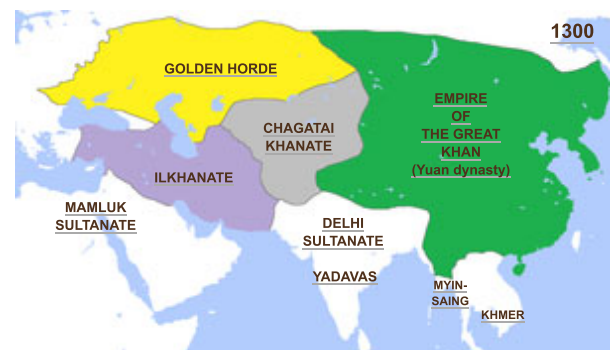 1300
GOLDEN HORDE
EMPIRE
OF
THE GREAT
KHAN
(Yuan dynasty)
CHAGATAI
KHANATE
ILKHANATE
MAMLUK
SULTANATE
DELHI
SULTANATE
YADAVAS
MYIN-
SAING
KHMER